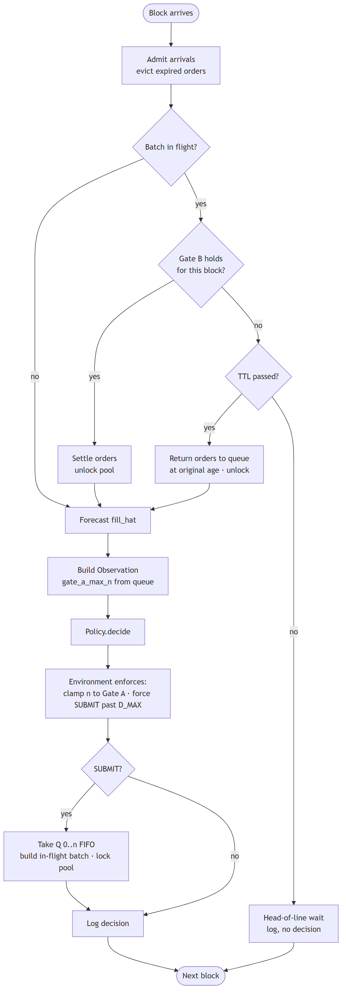 Block arrives
Admit arrivals
evict expired orders
Batch in flight?
yes
Gate B holds
for this block?
no
no
yes
TTL passed?
yes
Settle orders
unlock pool
Return orders to queue
at original age · unlock
Forecast fill_hat
Build Observation
gate_a_max_n from queue
Policy.decide
no
Environment enforces:
clamp n to Gate A · force
SUBMIT past D_MAX
SUBMIT?
yes
Take Q 0..n FIFO
build in-flight batch · lock
pool
no
Log decision
Head-of-line wait
log, no decision
Next block